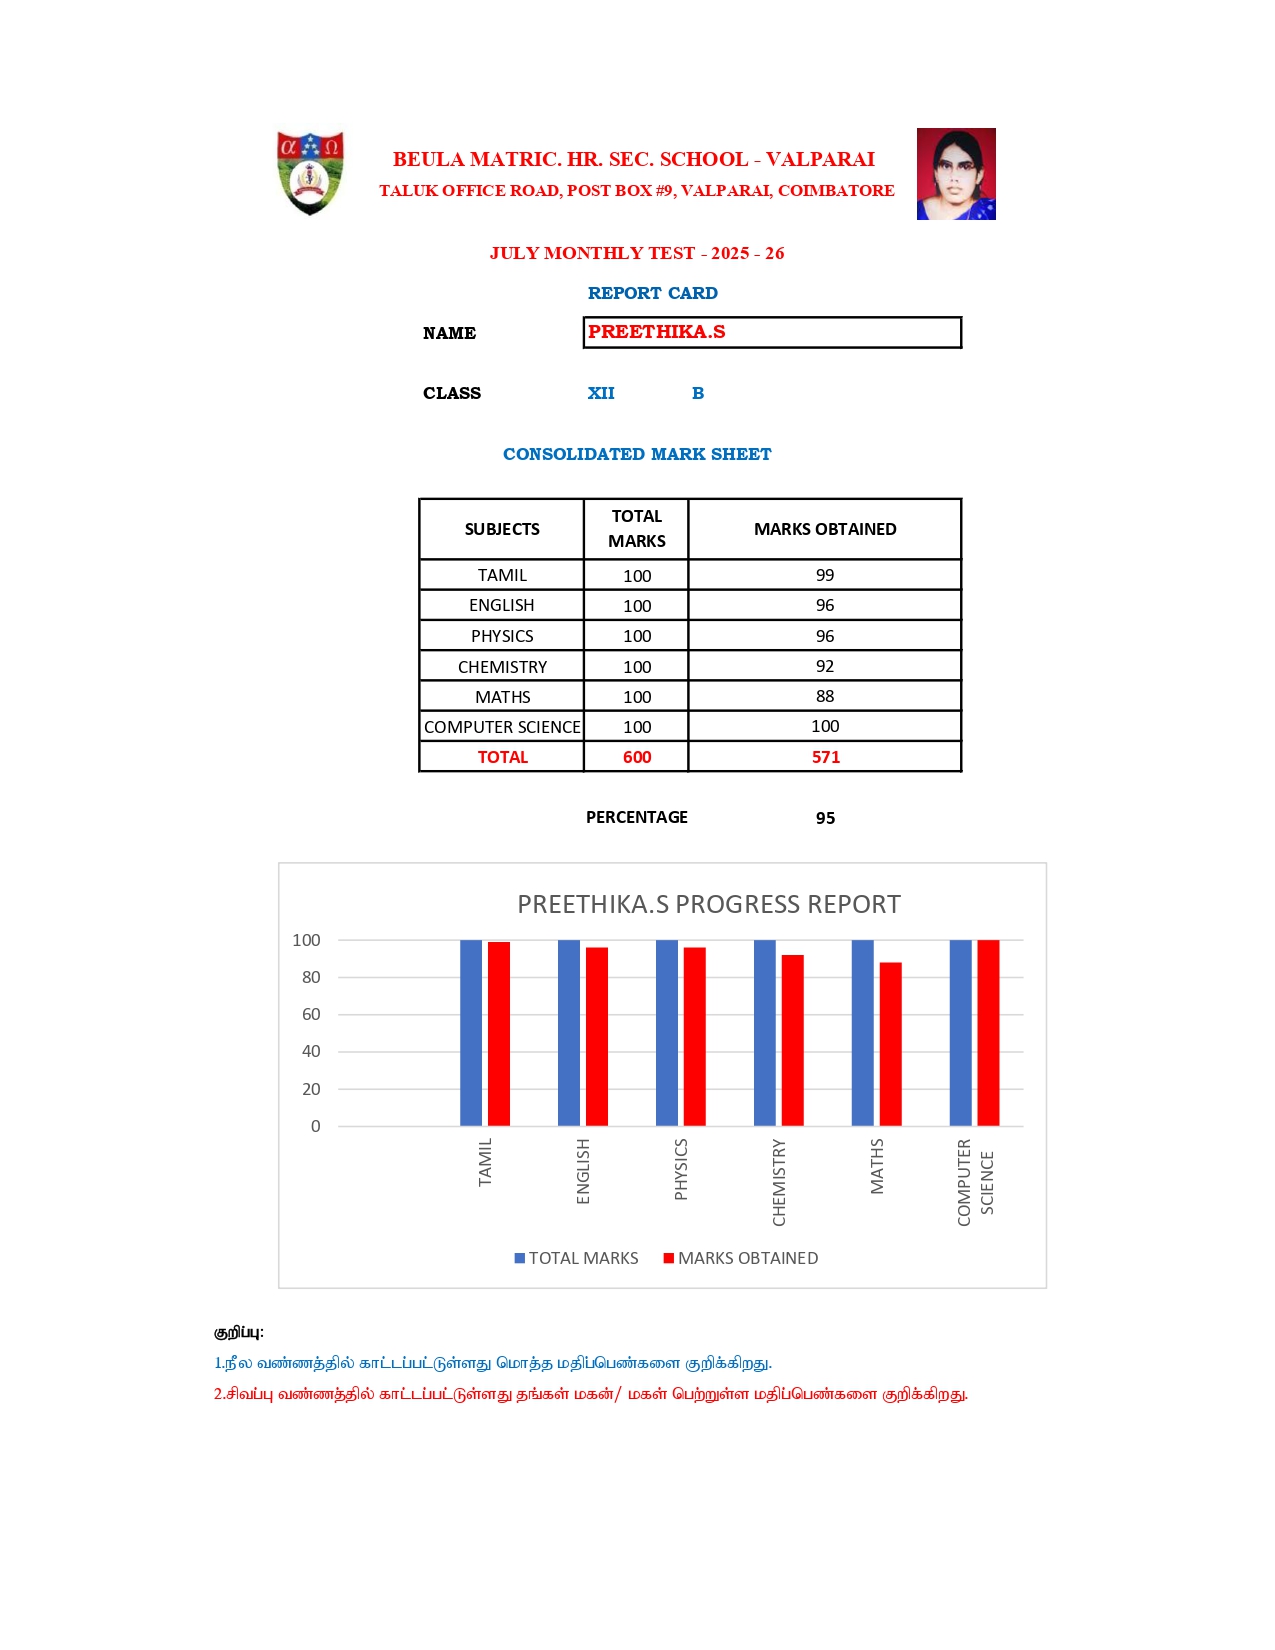 α Ω
BEULA MATRIC. HR. SEC. SCHOOL - VALPARAI
TALUK OFFICE ROAD, POST BOX #9, VALPARAI, COIMBATORE
JULY MONTHLY TEST - 2025 - 26
REPORT CARD
NAME PREETHIKA.S
CLASS XII B
CONSOLIDATED MARK SHEET
SUBJECTS TOTAL MARKS MARKS OBTAINED
TAMIL 100 99
ENGLISH 100 96
PHYSICS 100 96
CHEMISTRY 100 92
MATHS 100 88
COMPUTER SCIENCE 100 100
TOTAL 600 571
PERCENTAGE 95
PREETHIKA.S PROGRESS REPORT
100
80
60
40
20
0
TAMIL
ENGLISH
PHYSICS
CHEMISTRY
MATHS
COMPUTER SCIENCE
TOTAL MARKS MARKS OBTAINED
குறிப்பு:
1.நீல வண்ணத்தில் காட்டப்பட்டுள்ளது மொத்த மதிப்பெண்களை குறிக்கிறது.
2.சிவப்பு வண்ணத்தில் காட்டப்பட்டுள்ளது தங்கள் மகன்/ மகள் பெற்றுள்ள மதிப்பெண்களை குறிக்கிறது.